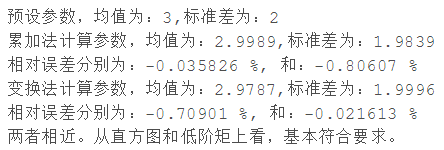 预设参数，均值为：3,标准差为：2
累加法计算参数，均值为：2.9989,标准差为：1.9839
相对误差分别为：-0.035826 %, 和：-0.80607 %
变换法计算参数，均值为：2.9787,标准差为：1.9996
相对误差分别为：-0.70901 %, 和：-0.021613 %
两者相近。从直方图和低阶矩上看，基本符合要求。